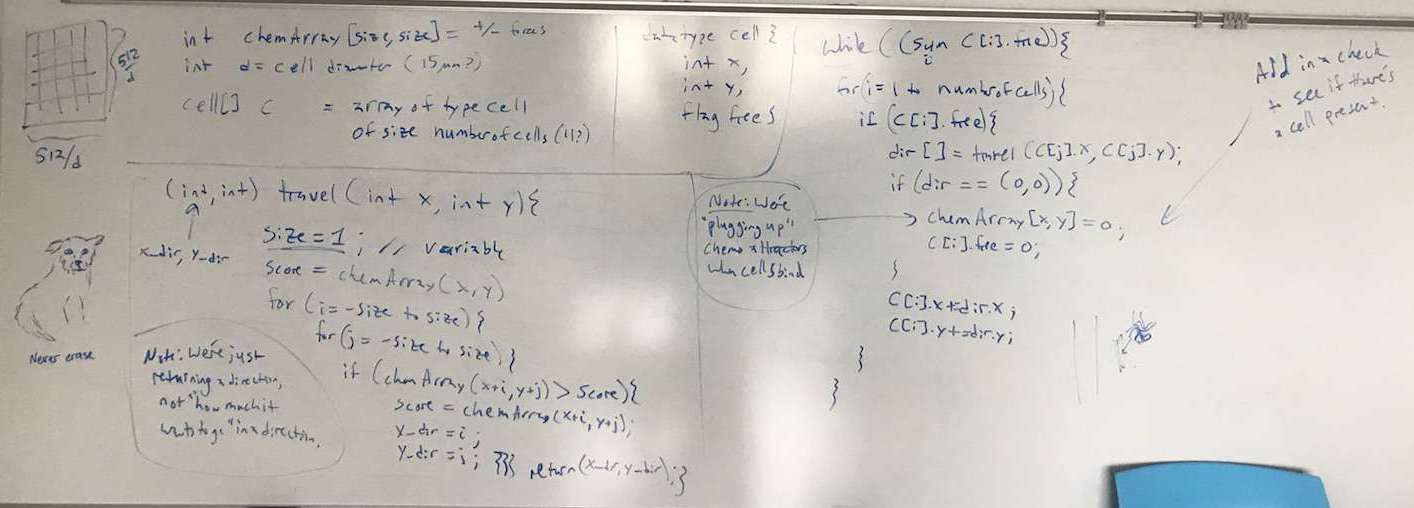 512/d
512/d
int chemArray[size,size] = +/- forces
int d = cell diameter (15µm?)
cell[] C = array of type cell
of size numberofcells (11?)
datatype cell {
int x,
int y,
flag free}
(int, int) travel (int x, int y){
x_dir, y_dir
size = 1; // variable
Score = chemArray(x,y)
for (i = -size to size) {
for (j = -size to size) {
if (chemArray(x+i, y+j) > Score){
Score = chemArray(x+i, y+j);
x_dir = i;
y_dir = j; }}} return (x_dir, y_dir);}
Never erase
Note: We're just
returning a direction,
not "how much it
wants to go" in a direction.
Note: We're
"plugging up"
chemoattractors
when cells bind
while ((sum C[i].free)){
i
for (i = 1 to numberofcells){
if (C[i].free){
dir[] = travel (C[j].x, C[j].y);
if (dir == (0,0)){
chemArray[x,y] = 0;
C[i].free = 0;
}
C[i].x += dir.x;
C[i].y += dir.y;
}
}
Add in a check
to see if there's
a cell present.